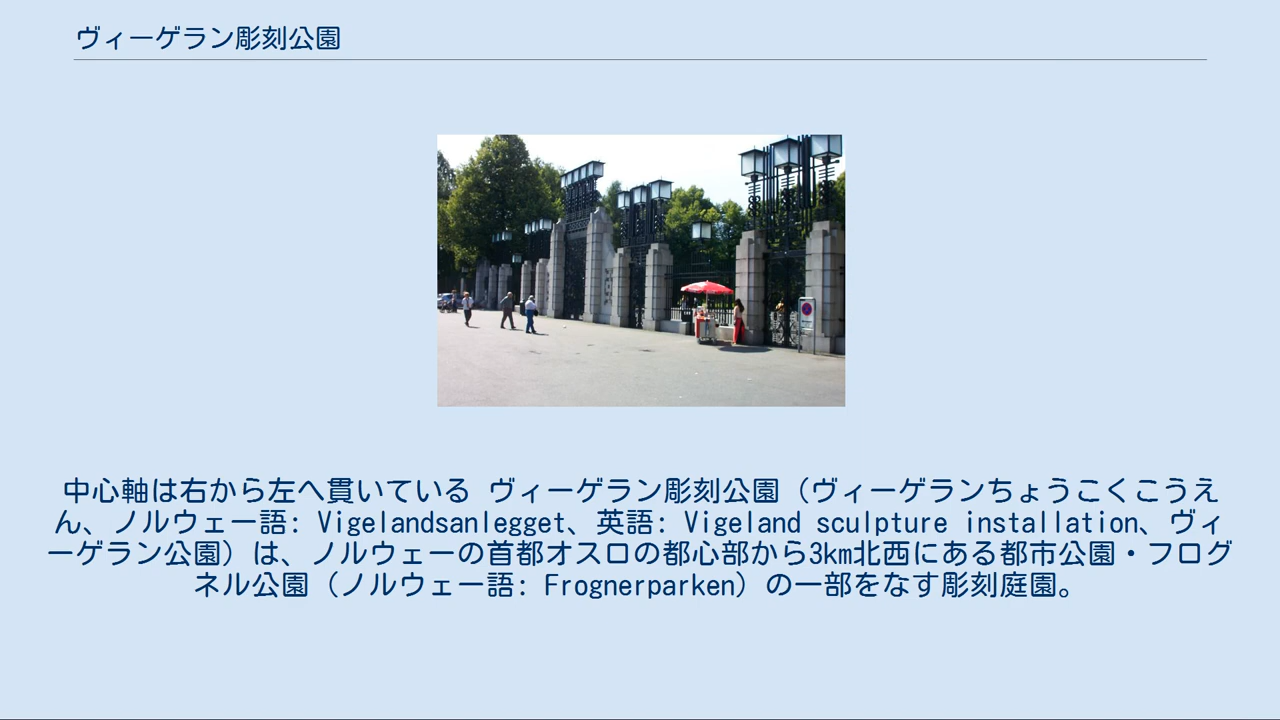 ヴィーゲラン彫刻公園
中心軸は右から左へ貫いている ヴィーゲラン彫刻公園（ヴィーゲランちょうこくこうえ
ん、ノルウェー語: Vigelandsanlegget、英語: Vigeland sculpture installation、ヴィ
ーゲラン公園）は、ノルウェーの首都オスロの都心部から3km北西にある都市公園・フログ
ネル公園（ノルウェー語: Frognerparken）の一部をなす彫刻庭園。